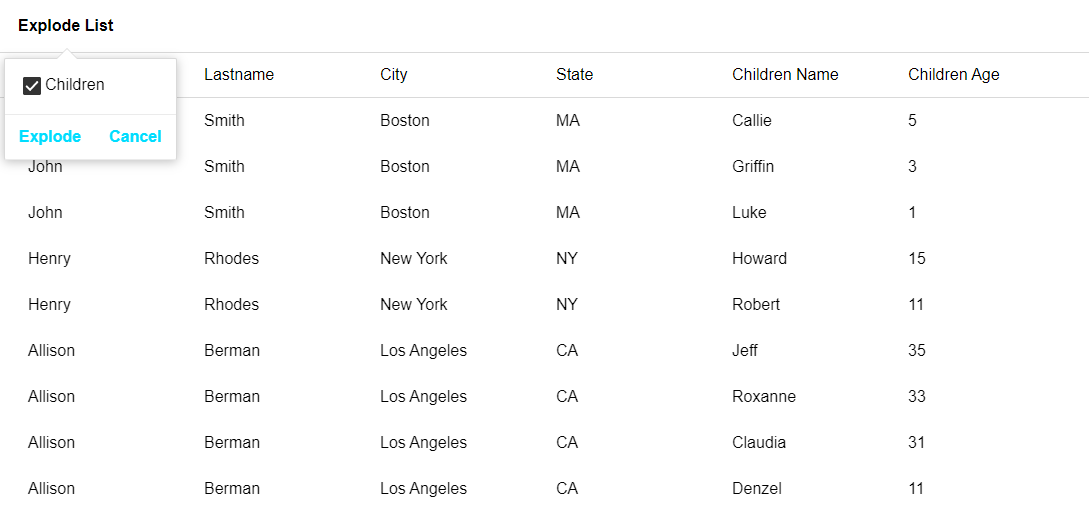 Explode List
Children
Explode Cancel
Lastname City State Children Name Children Age
Smith Boston MA Callie 5
John Smith Boston MA Griffin 3
John Smith Boston MA Luke 1
Henry Rhodes New York NY Howard 15
Henry Rhodes New York NY Robert 11
Allison Berman Los Angeles CA Jeff 35
Allison Berman Los Angeles CA Roxanne 33
Allison Berman Los Angeles CA Claudia 31
Allison Berman Los Angeles CA Denzel 11